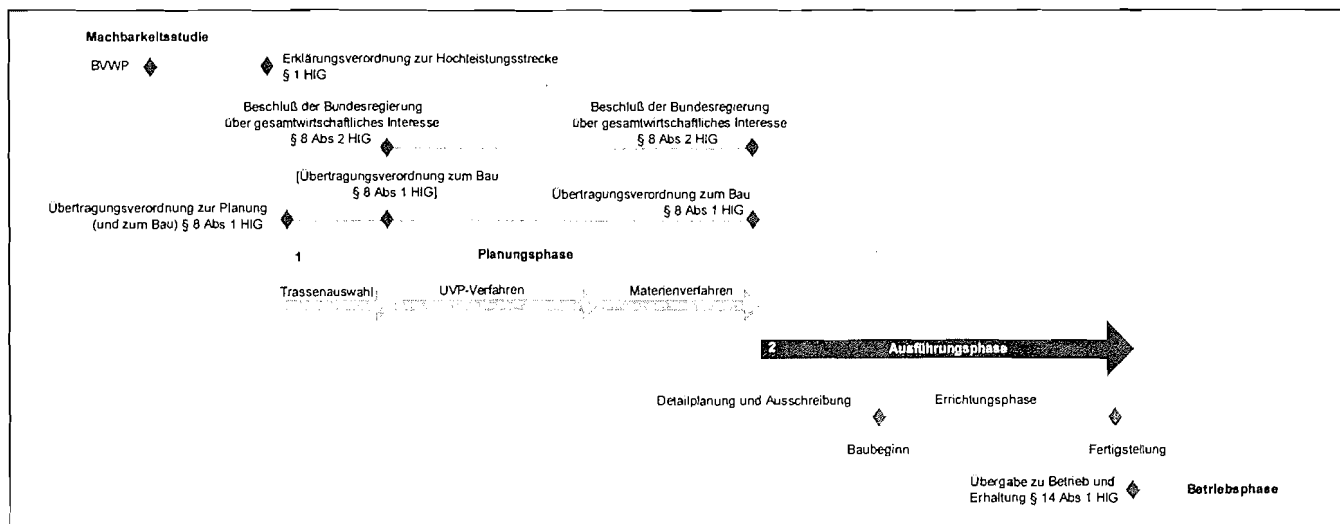 Machbarkeitsstudie
BVWP
Erklärungsverordnung zur Hochleistungsstrecke
§ 1 HlG
Beschluß der Bundesregierung
über gesamtwirtschaftliches Interesse
§ 8 Abs 2 HlG
Beschluß der Bundesregierung
über gesamtwirtschaftliches Interesse
§ 8 Abs 2 HlG
[Übertragungsverordnung zum Bau
§ 8 Abs 1 HlG]
Übertragungsverordnung zum Bau
§ 8 Abs 1 HlG
Übertragungsverordnung zur Planung
(und zum Bau) § 8 Abs 1 HlG
1
Planungsphase
Trassenauswahl
UVP-Verfahren
Materienverfahren
2
Ausführungsphase
Detailplanung und Ausschreibung
Errichtungsphase
Baubeginn
Fertigstellung
Übergabe zu Betrieb und
Erhaltung § 14 Abs 1 HlG
Betriebsphase